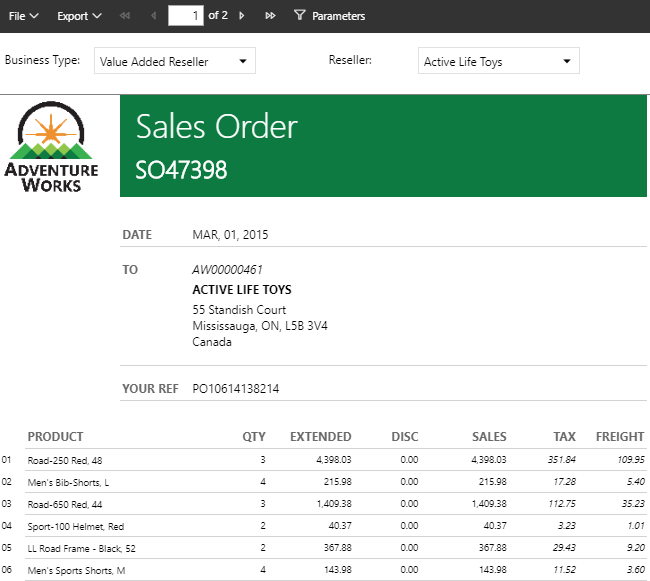 File Export 1 of 2 Parameters
Business Type: Value Added Reseller Reseller: Active Life Toys
ADVENTURE
WORKS
Sales Order
SO47398
DATE MAR, 01, 2015
TO AW00000461
ACTIVE LIFE TOYS
55 Standish Court
Mississauga, ON, L5B 3V4
Canada
YOUR REF PO10614138214
PRODUCT QTY EXTENDED DISC SALES TAX FREIGHT
01 Road-250 Red, 48 3 4,398.03 0.00 4,398.03 351.84 109.95
02 Men's Bib-Shorts, L 4 215.98 0.00 215.98 17.28 5.40
03 Road-650 Red, 44 3 1,409.38 0.00 1,409.38 112.75 35.23
04 Sport-100 Helmet, Red 2 40.37 0.00 40.37 3.23 1.01
05 LL Road Frame - Black, 52 2 367.88 0.00 367.88 29.43 9.20
06 Men's Sports Shorts, M 4 143.98 0.00 143.98 11.52 3.60